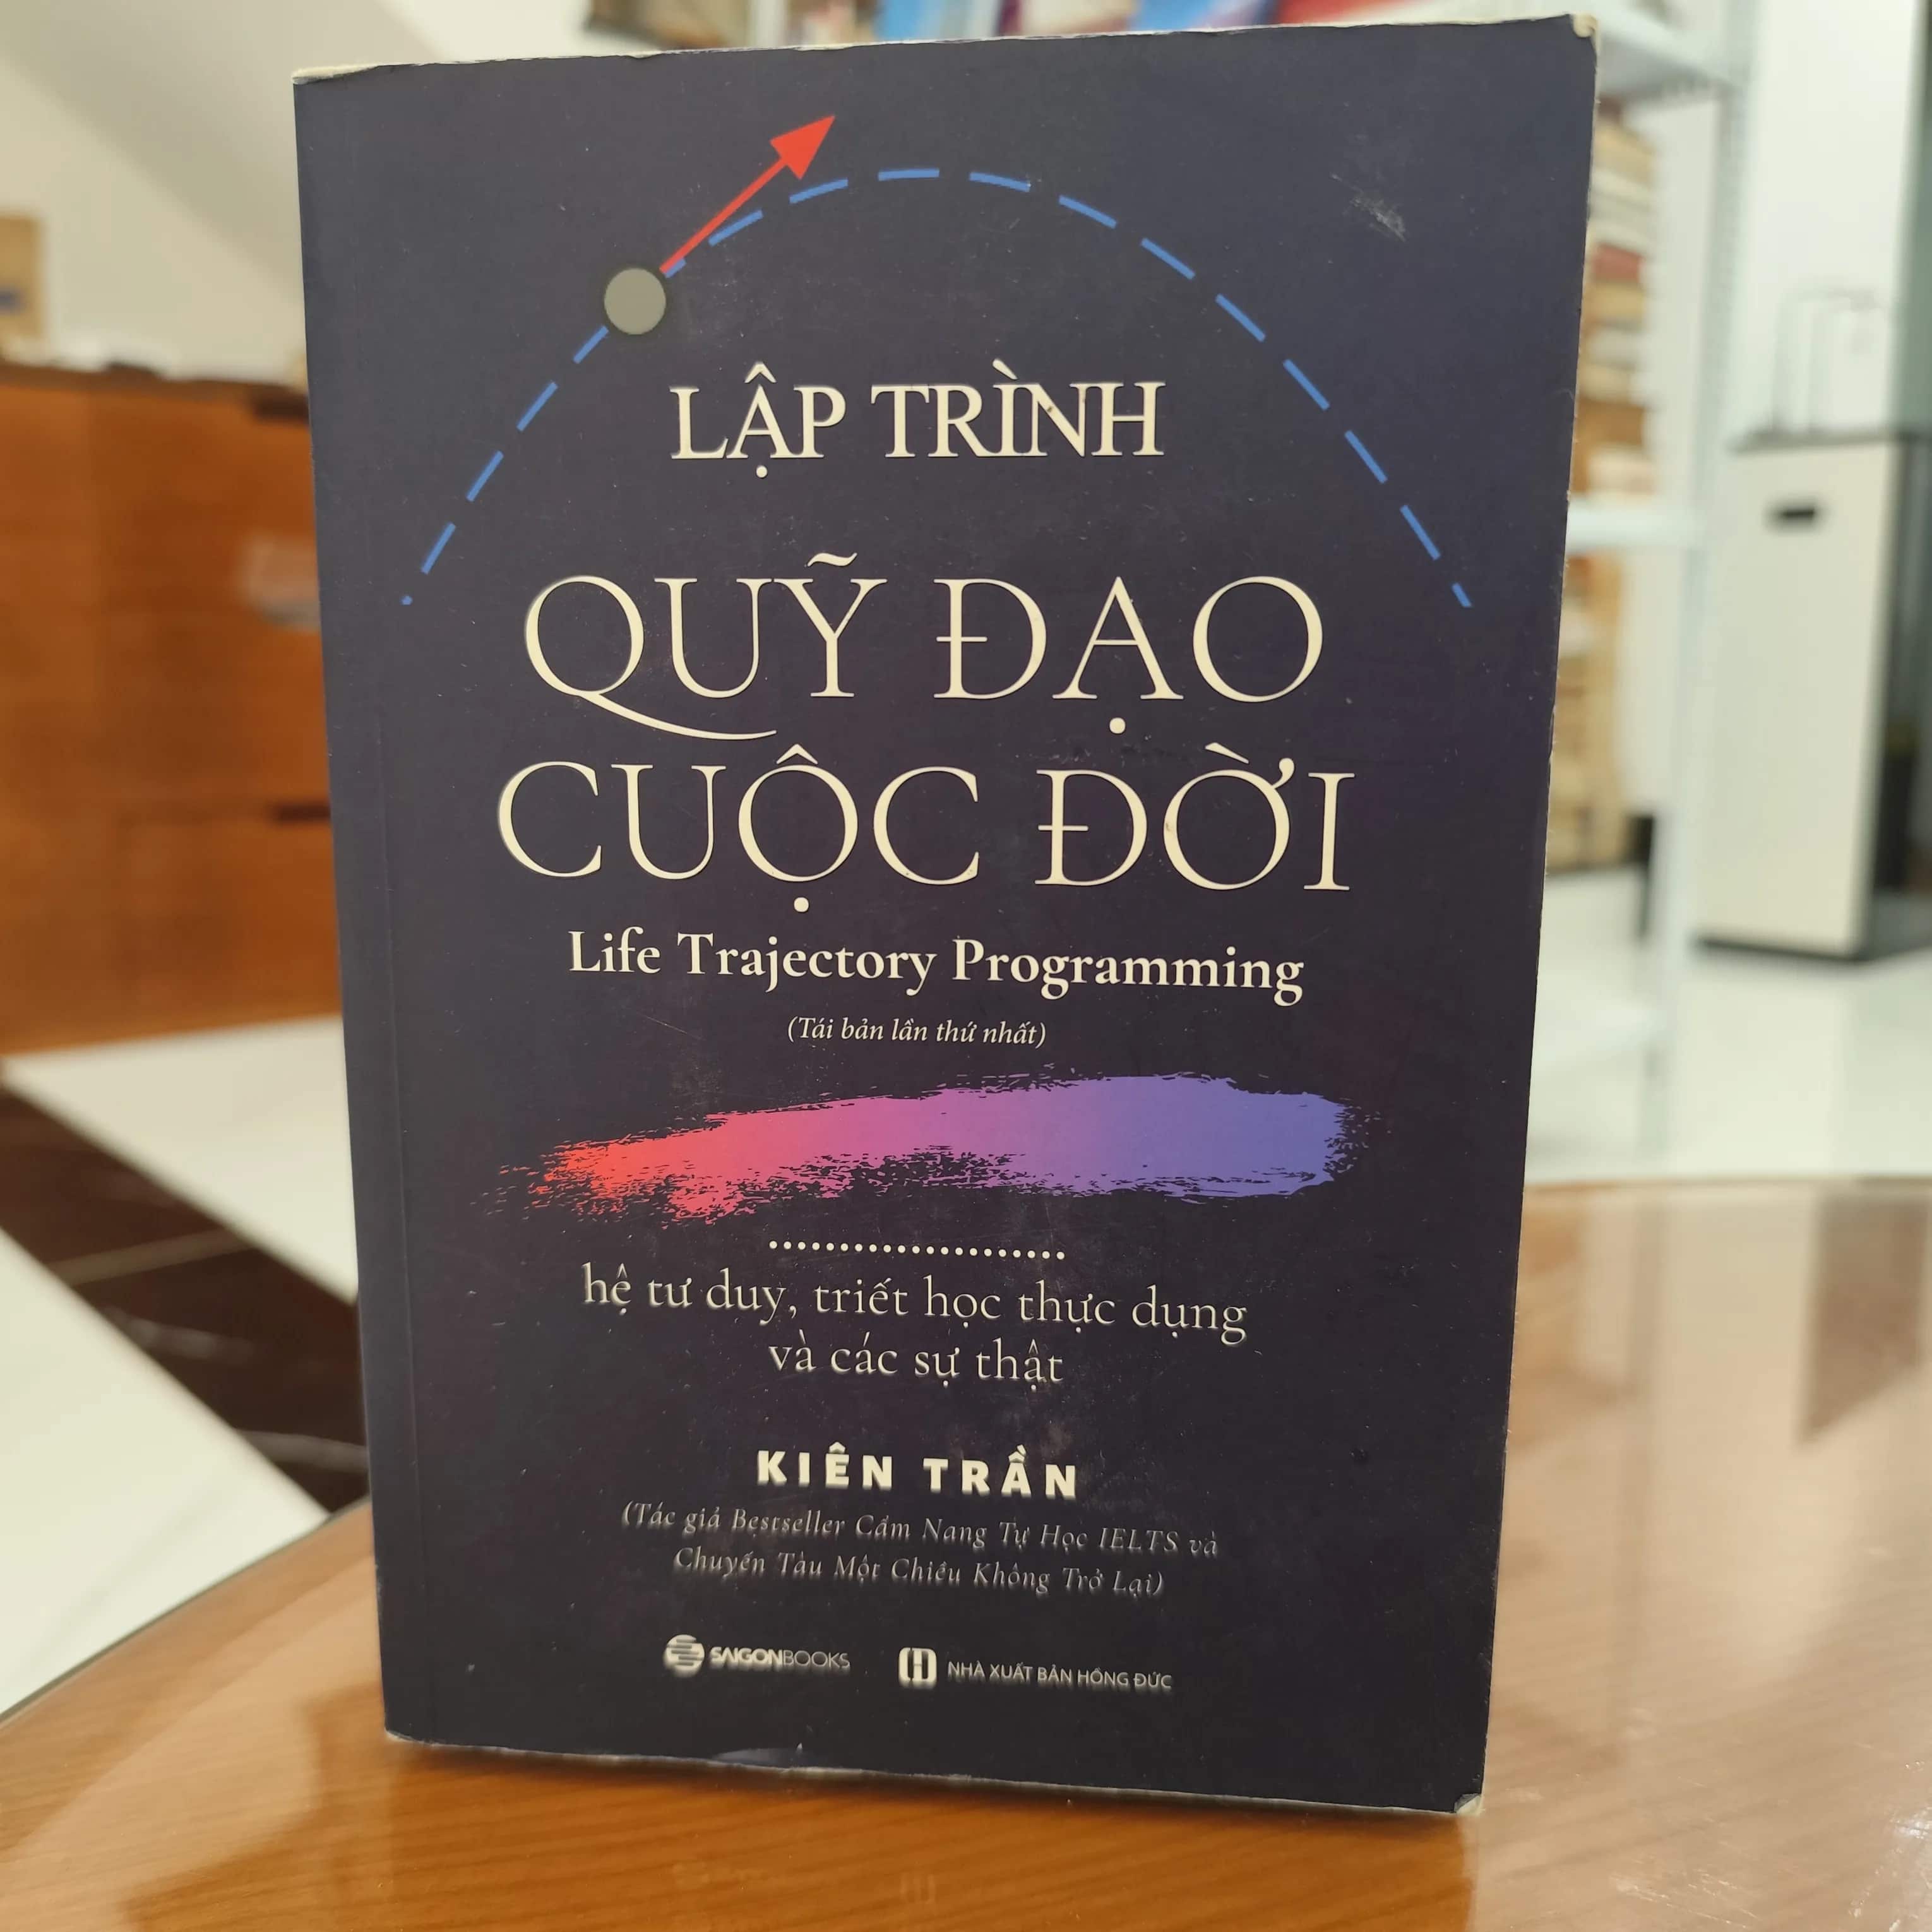 LẬP TRÌNH
QUỸ ĐẠO
CUỘC ĐỜI
Life Trajectory Programming
(Tái bản lần thứ nhất)
hệ tư duy, triết học thực dụng
và các sự thật
KIÊN TRẦN
(Tác giả Bestseller Cẩm Nang Tự Học IELTS và
Chuyến Tàu Một Chiều Không Trở Lại)
SAIGONBOOKS NHÀ XUẤT BẢN HỒNG ĐỨC